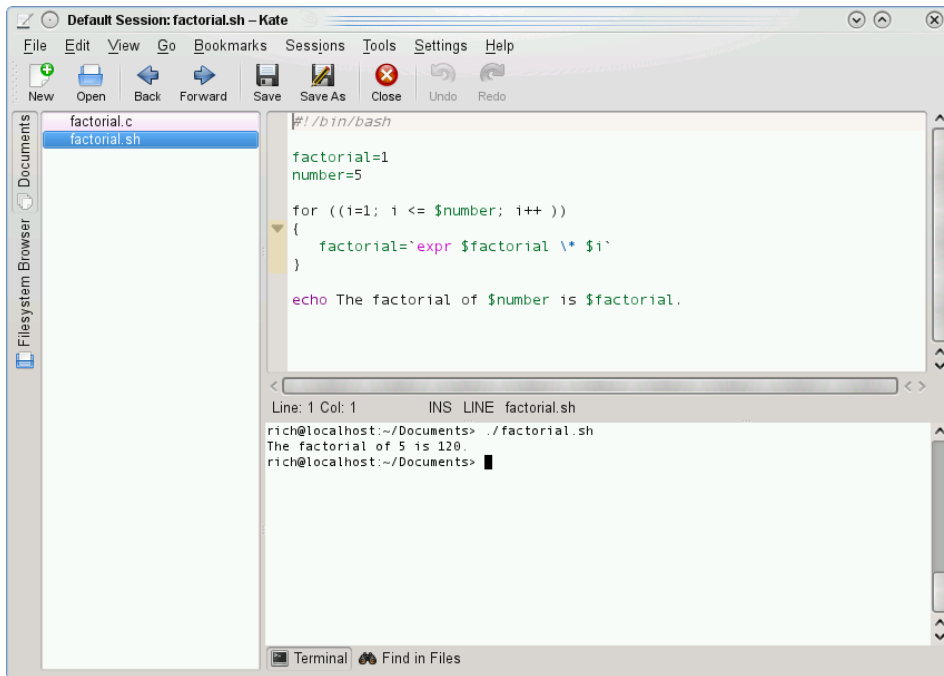 Default Session: factorial.sh – Kate
File Edit View Go Bookmarks Sessions Tools Settings Help
New Open Back Forward Save Save As Close Undo Redo
Documents
Filesystem Browser
factorial.c
factorial.sh
#!/bin/bash
factorial=1
number=5
for ((i=1; i <= $number; i++ ))
{
   factorial=`expr $factorial \* $i`
}
echo The factorial of $number is $factorial.
Line: 1 Col: 1 INS LINE factorial.sh
rich@localhost:~/Documents> ./factorial.sh
The factorial of 5 is 120.
rich@localhost:~/Documents>
Terminal Find in Files